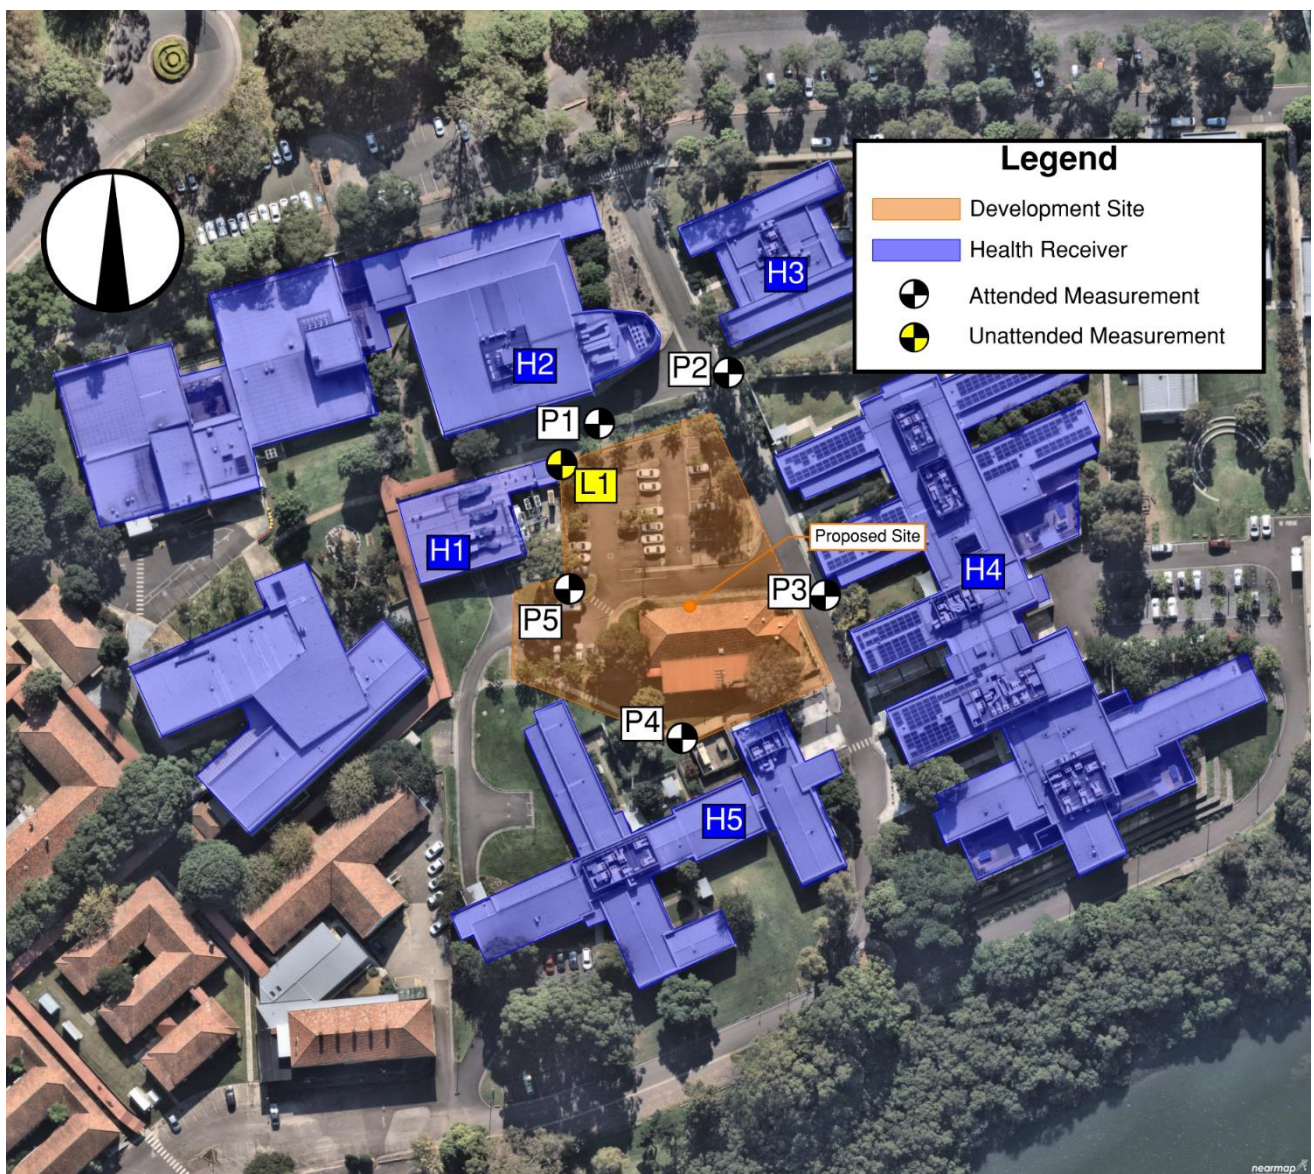 Legend
Development Site
Health Receiver
Attended Measurement
Unattended Measurement
H3
H2
P2
P1
L1
H1
Proposed Site
H4
P3
P5
P4
H5
nearmap